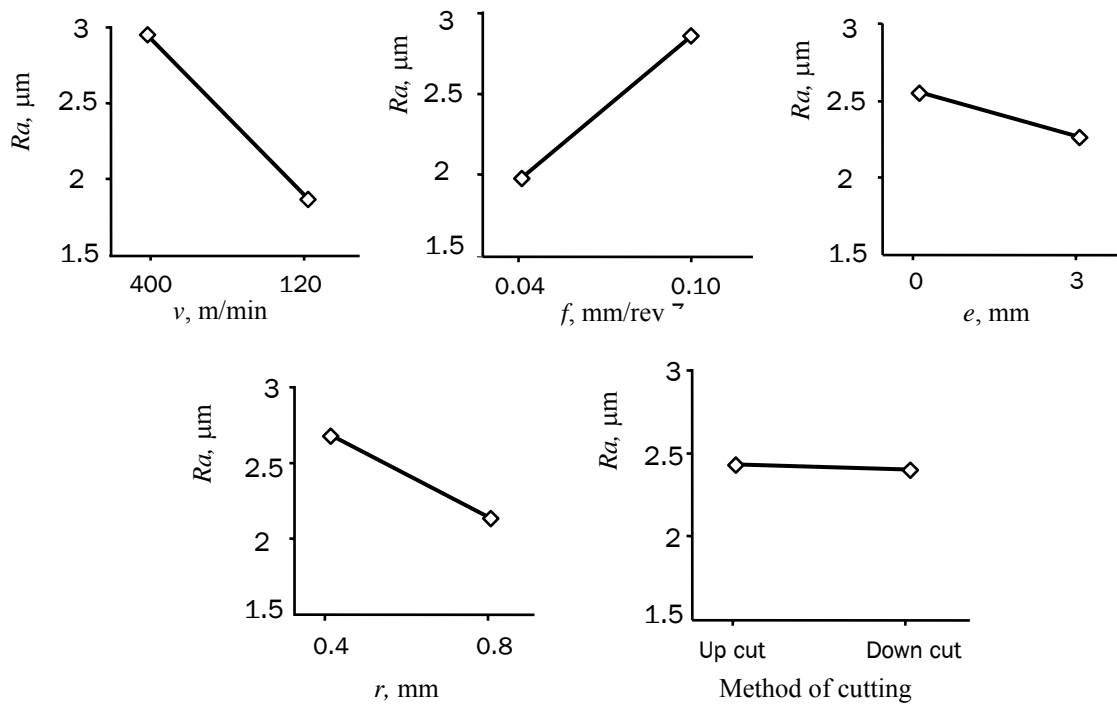 3
2.5
2
1.5
Ra, µm
400 120
v, m/min
3
2.5
2
1.5
Ra, µm
0.04 0.10
f, mm/rev
3
2.5
2
1.5
Ra, µm
0 3
e, mm
3
2.5
2
1.5
Ra, µm
0.4 0.8
r, mm
3
2.5
2
1.5
Ra, µm
Up cut Down cut
Method of cutting